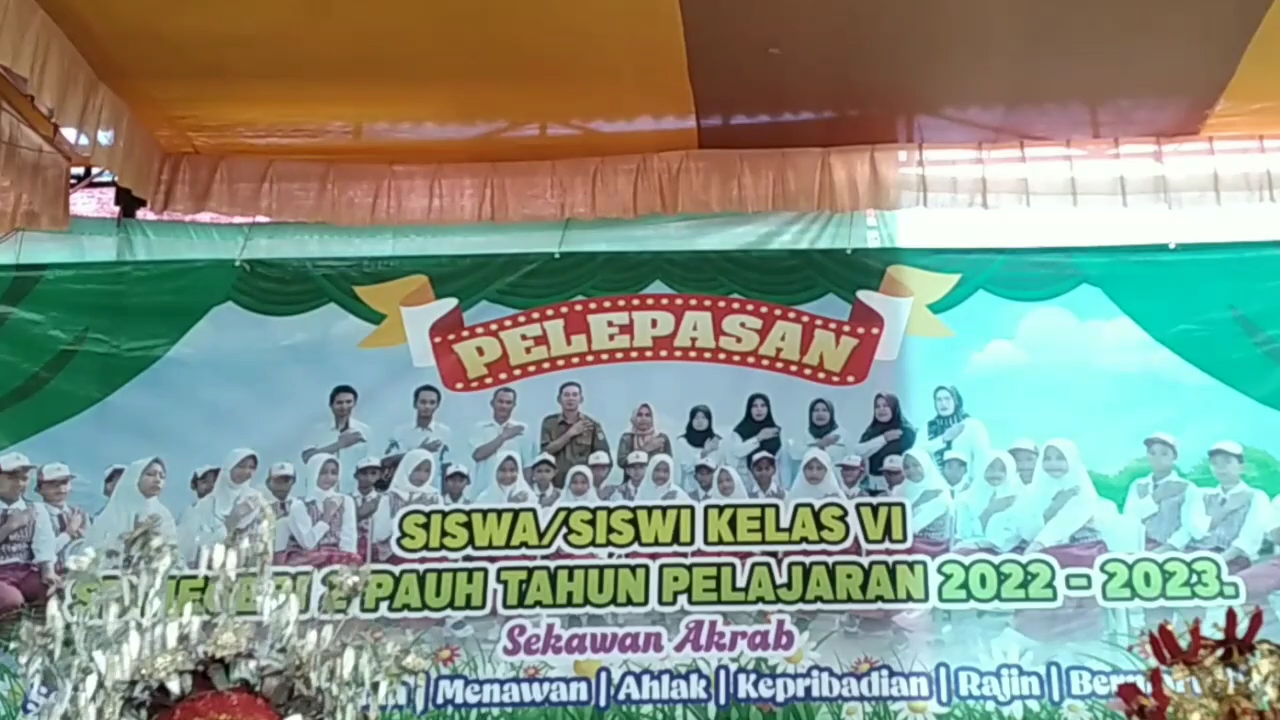 PELEPASAN
SISWA/SISWI KELAS VI
2 PAUH TAHUN PELAJARAN 2022 - 2023.
Sekawan Akrab
| Menawan | Ahlak | Kepribadian | Rajin |